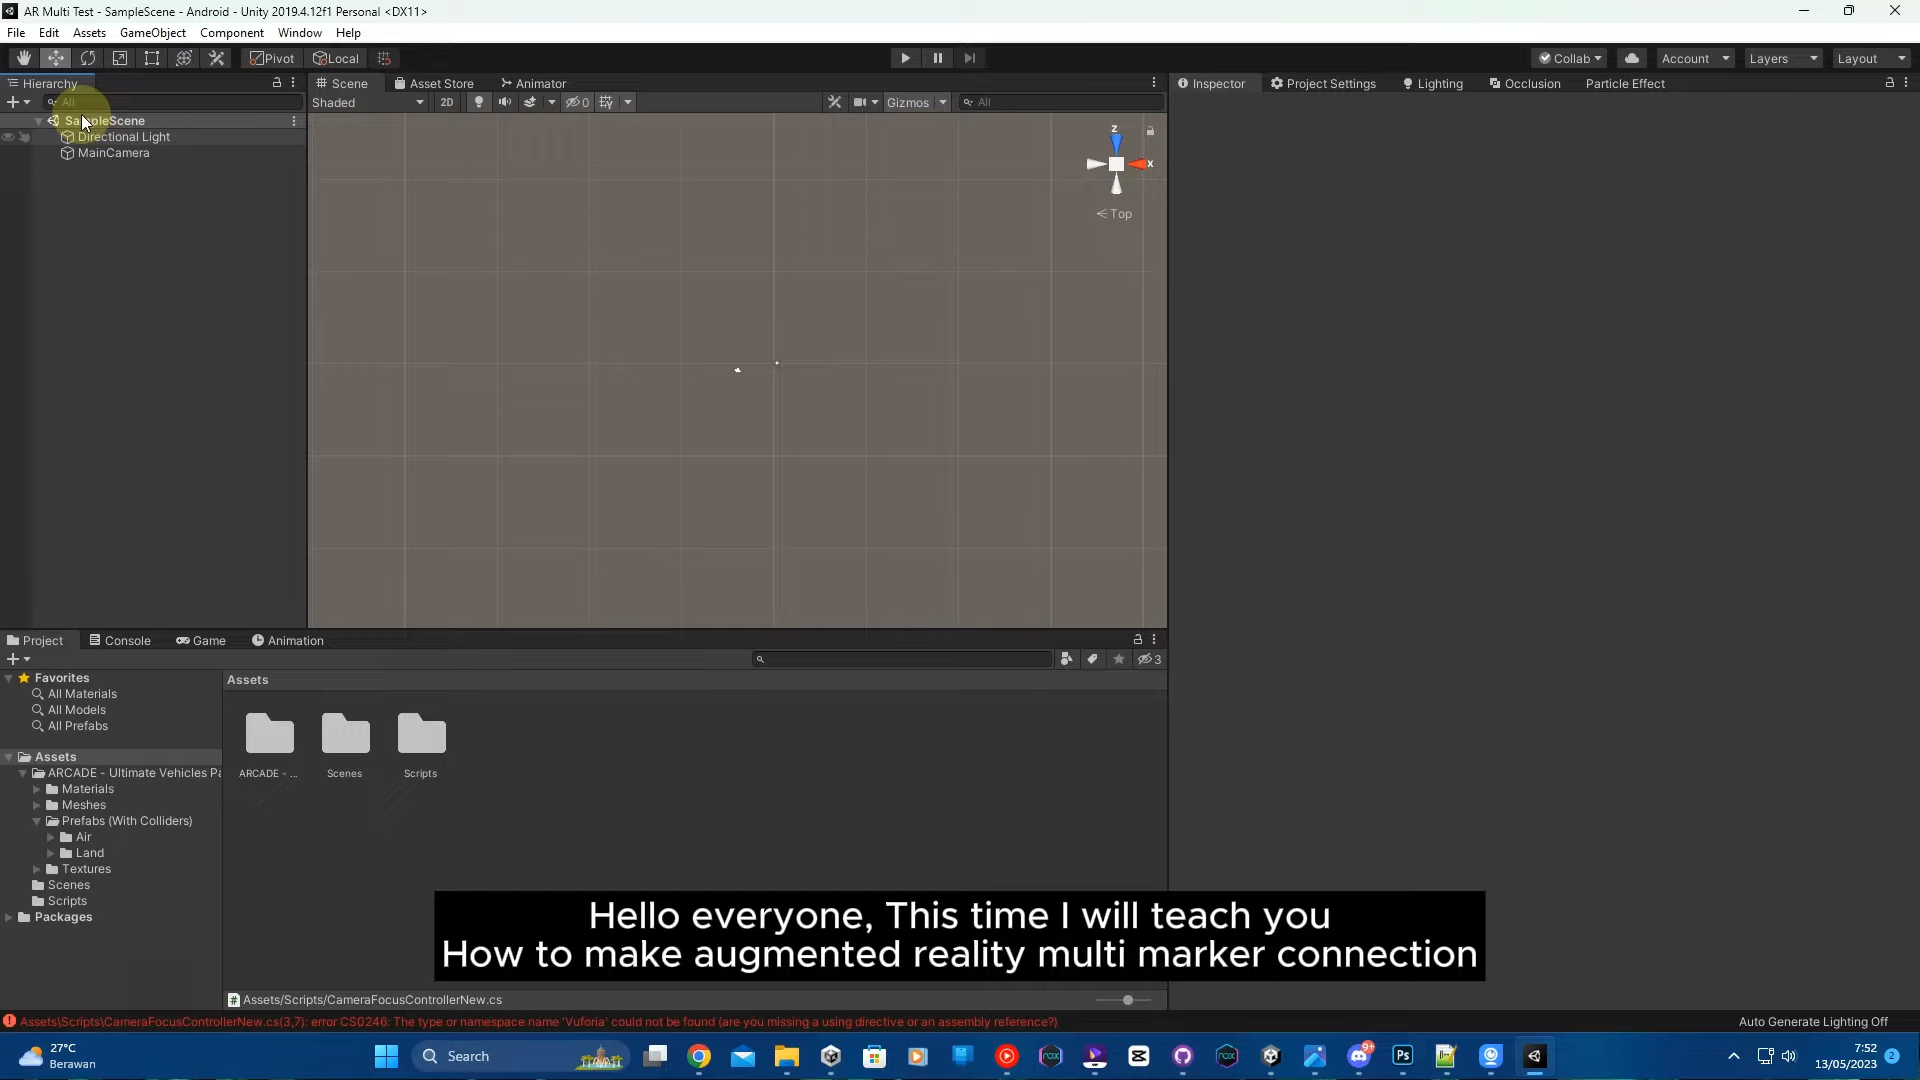 AR Multi Test - SampleScene - Android - Unity 2019.4.12f1 Personal <DX11>
File Edit Assets GameObject Component Window Help
Pivot Local Collab Account Layers Layout
Hierarchy
All
SampleScene
Directional Light
MainCamera
Scene Asset Store Animator
Shaded 2D 0 Gizmos All
z
x
Top
Inspector Project Settings Lighting Occlusion Particle Effect
Project Console Game Animation
3
Favorites
All Materials
All Models
All Prefabs
Assets
ARCADE - Ultimate Vehicles Pa
Materials
Meshes
Prefabs (With Colliders)
Air
Land
Textures
Scenes
Scripts
Packages
Assets
ARCADE - ... Scenes Scripts
Hello everyone, This time I will teach you
How to make augmented reality multi marker connection
Assets/Scripts/CameraFocusControllerNew.cs
Assets\Scripts\CameraFocusControllerNew.cs(3,7): error CS0246: The type or namespace name 'Vuforia' could not be found (are you missing a using directive or an assembly reference?)
Auto Generate Lighting Off
27°C
Berawan
Search
nox
9+
Ps
nox
7:52
13/05/2023
2